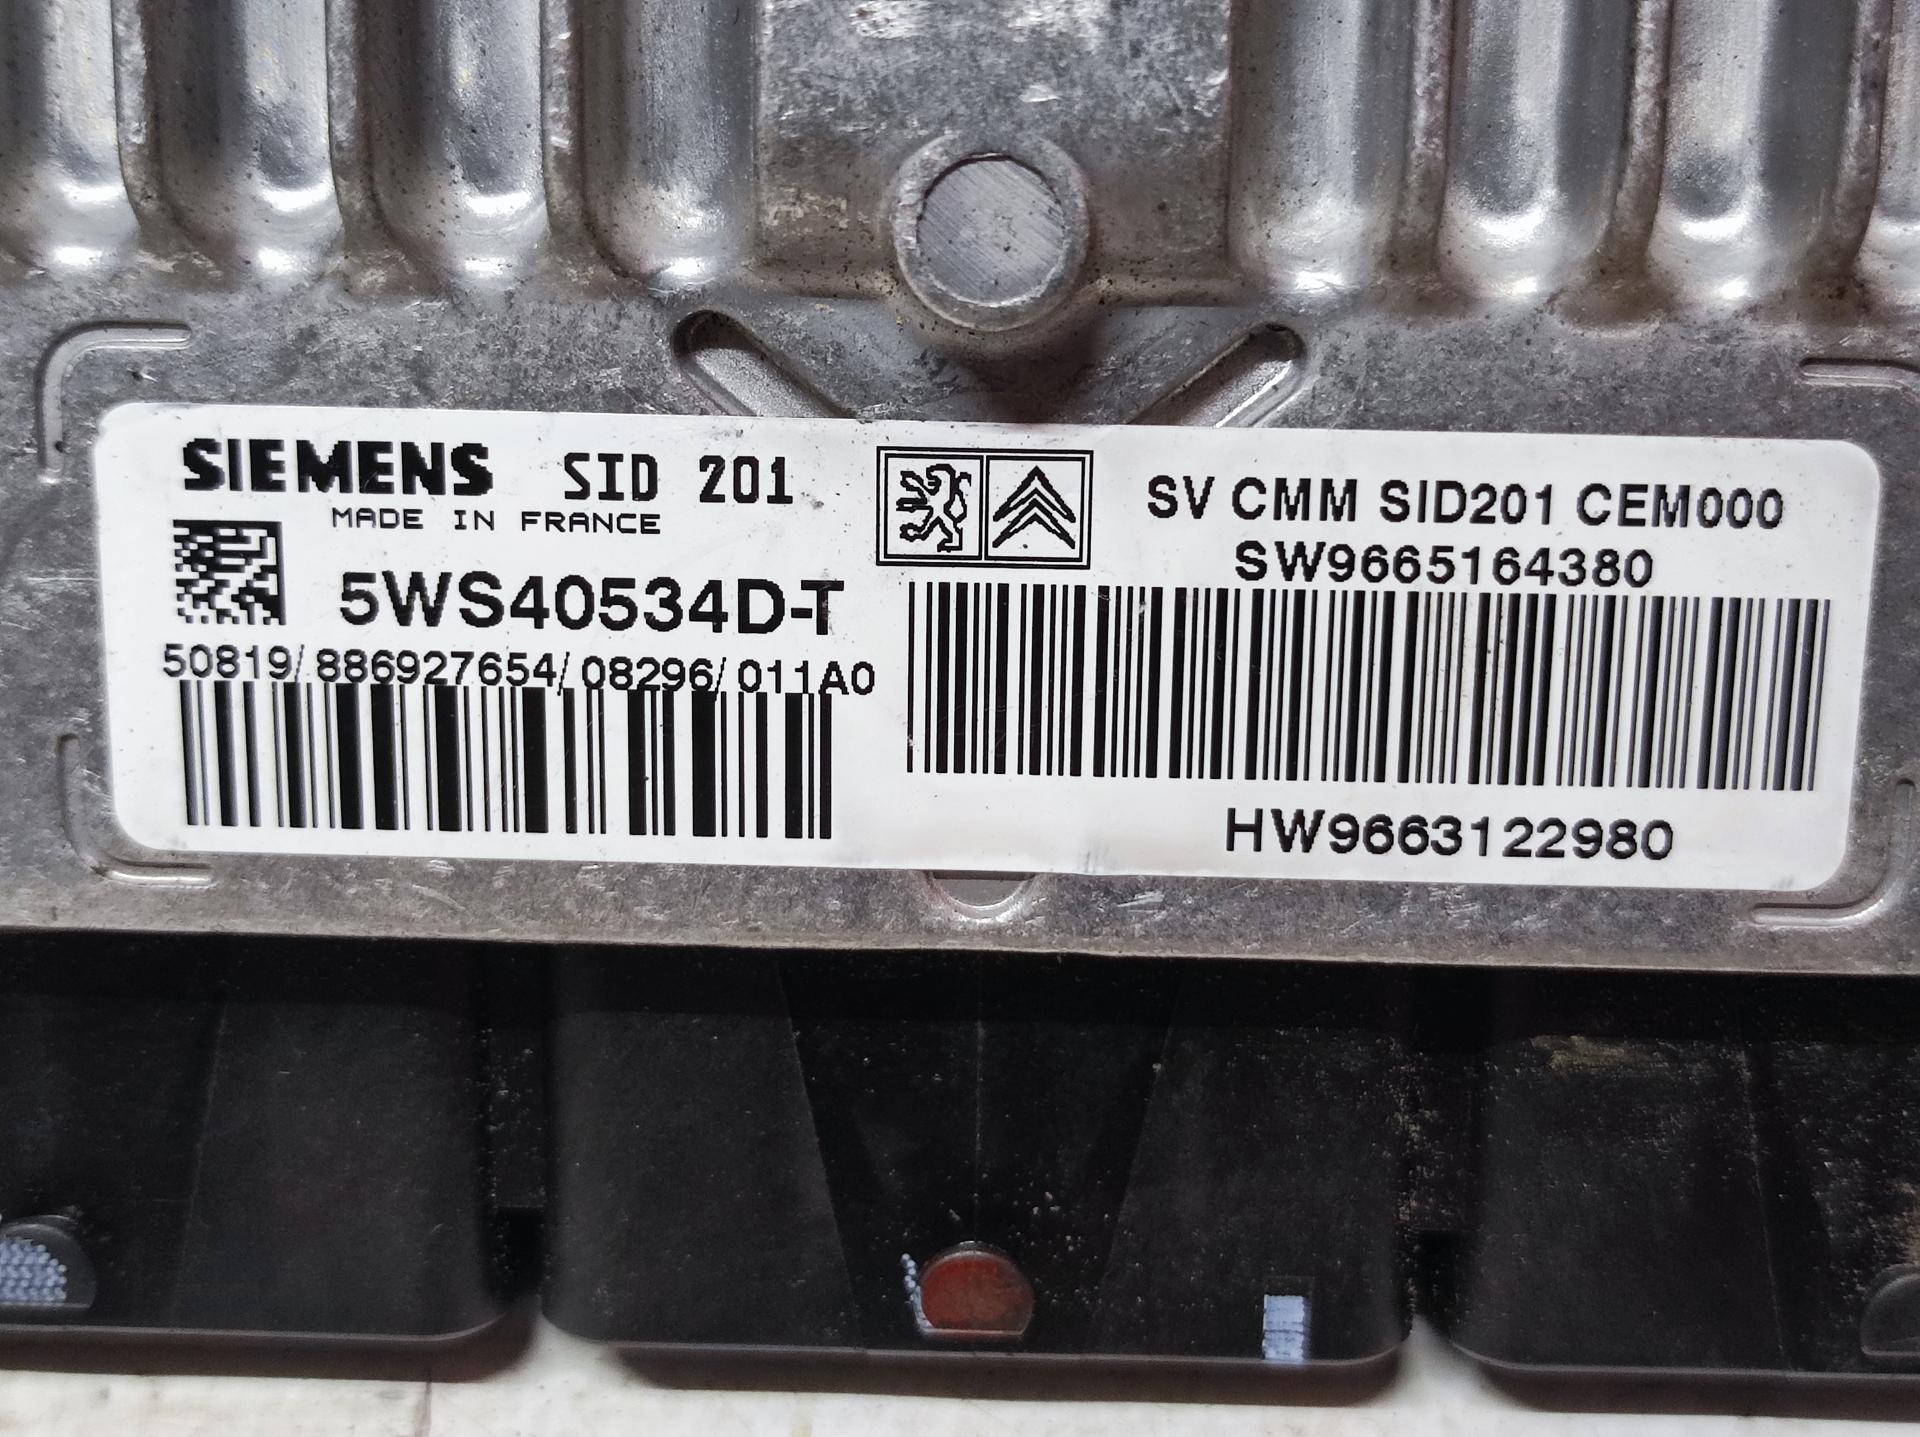 SIEMENS SID 201
MADE IN FRANCE
5WS40534D-T
50819/886927654/08296/011A0
SV CMM SID201 CEM000
SW9665164380
HW9663122980